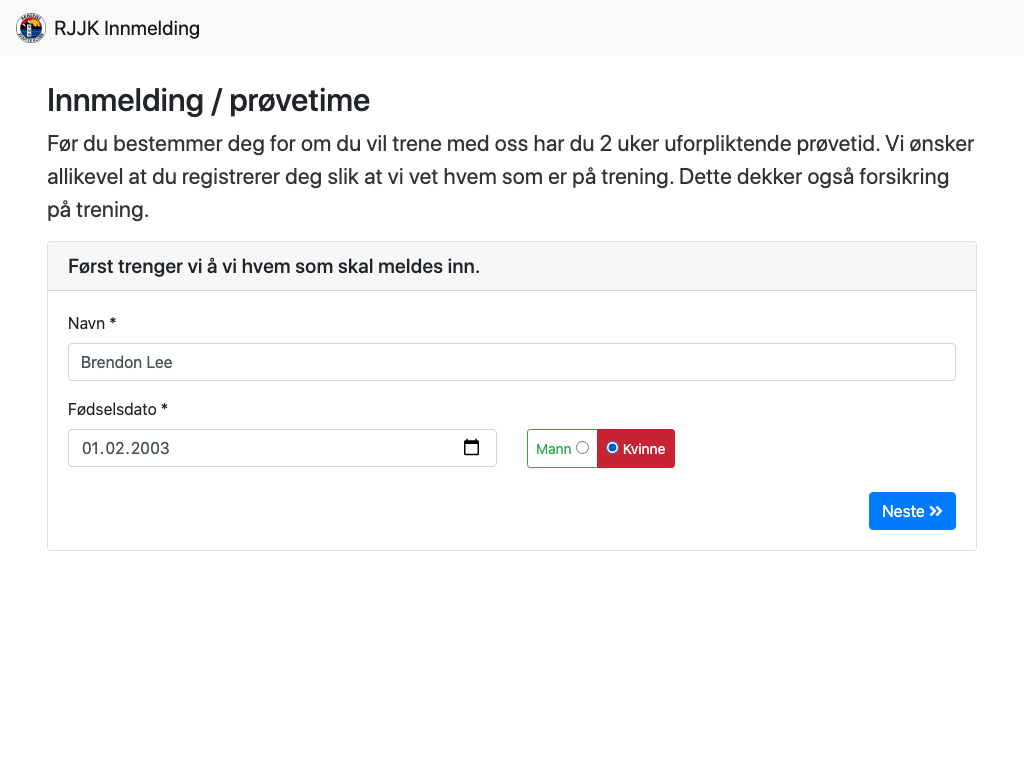 RJJK Innmelding
Innmelding / prøvetime
Før du bestemmer deg for om du vil trene med oss har du 2 uker uforpliktende prøvetid. Vi ønsker
allikevel at du registrerer deg slik at vi vet hvem som er på trening. Dette dekker også forsikring
på trening.
Først trenger vi å vi hvem som skal meldes inn.
Navn *
Brendon Lee
Fødselsdato *
01.02.2003
Mann Kvinne
Neste »